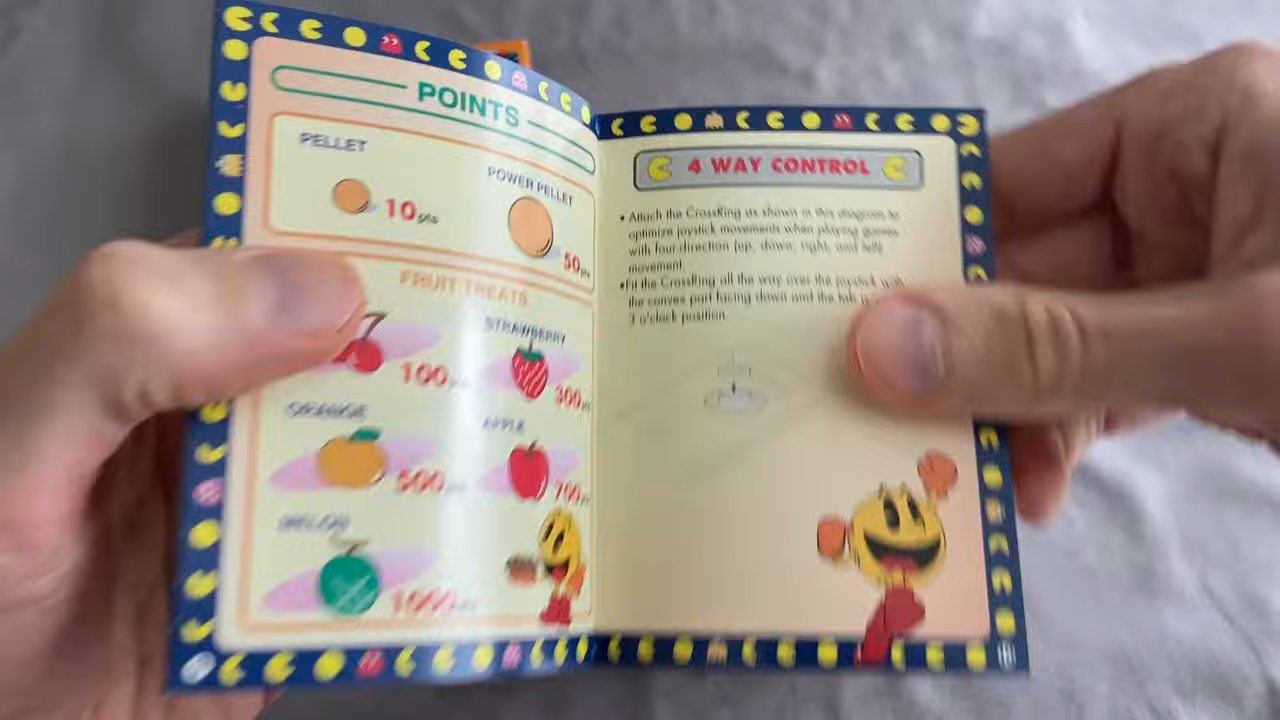 POINTS
PELLET
10pts
POWER PELLET
50
FRUIT TREATS
100
STRAWBERRY
300
ORANGE
500
APPLE
700
MELON
1000
4 WAY CONTROL
• Attach the CrossRing as shown in this diagram to
optimize joystick movements when playing games
with four-direction (up, down, right, and left)
movement.
•Fit the CrossRing all the way over the joystick with
the convex part facing down and the tab
3 o'clock position.